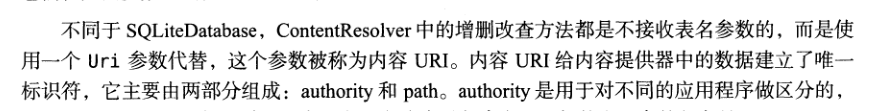 不同于 SQLiteDatabase，ContentResolver 中的增删改查方法都是不接收表名参数的，而是使
用一个 Uri 参数代替，这个参数被称为内容 URI。内容 URI 给内容提供器中的数据建立了唯一
标识符，它主要由两部分组成：authority 和 path。authority 是用于对不同的应用程序做区分的，